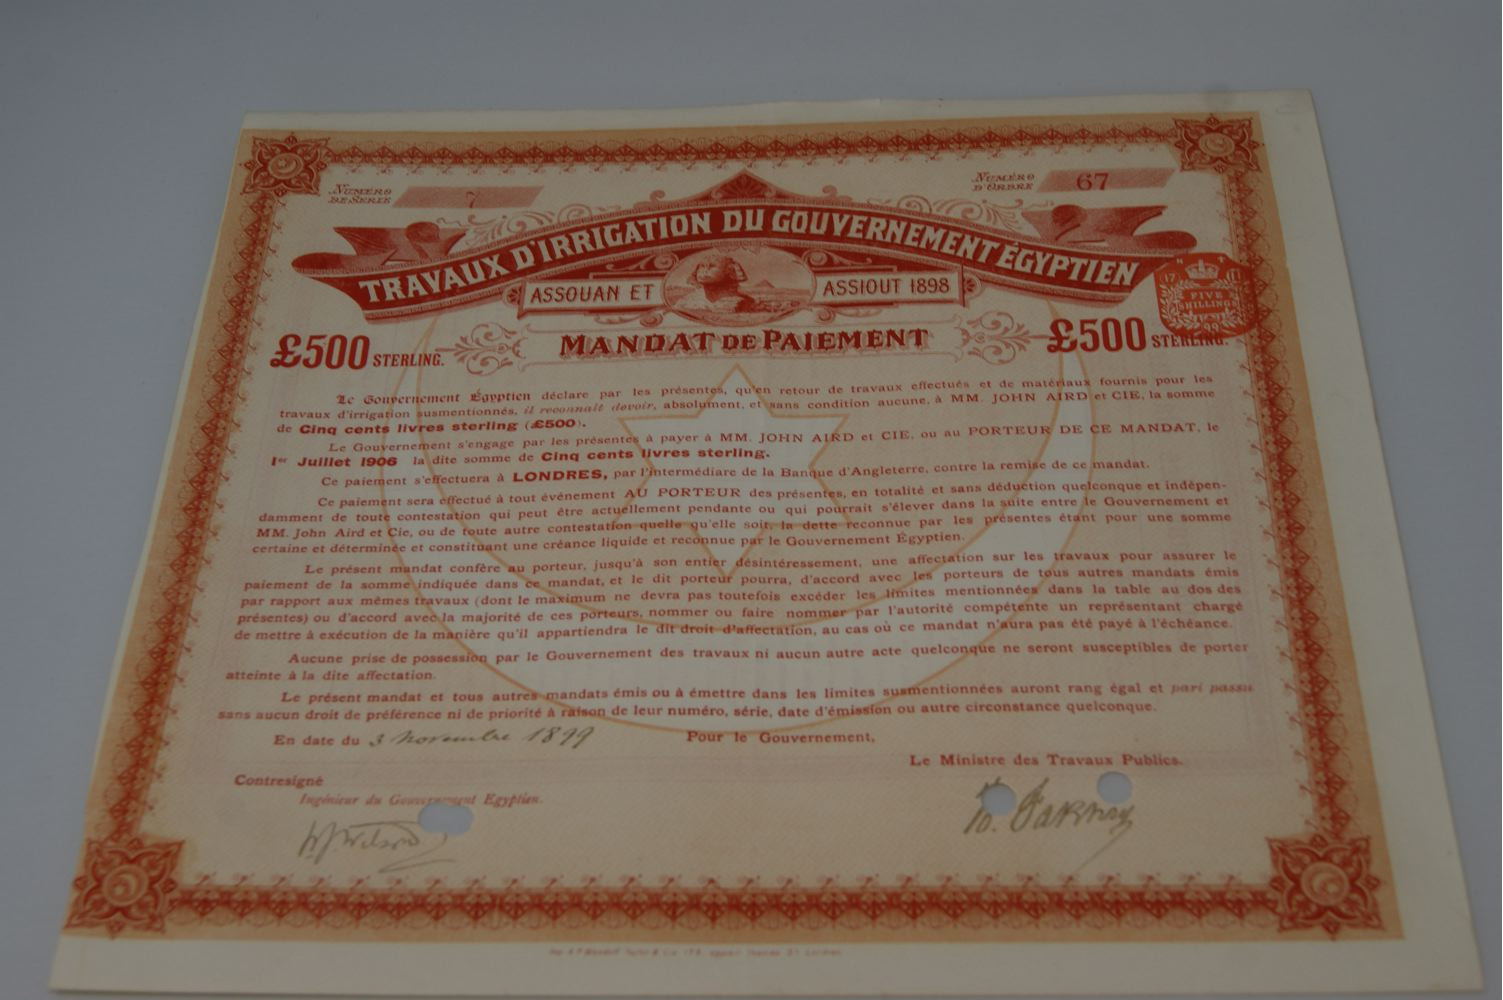 NUMÉRO DE SERIE 7
NUMÉRO D'ORDRE 67
TRAVAUX D'IRRIGATION DU GOUVERNEMENT ÉGYPTIEN
ASSOUAN ET ASSIOUT 1898
FIVE SHILLINGS
£500 STERLING. MANDAT DE PAIEMENT £500 STERLING.
Le Gouvernement Égyptien déclare par les présentes, qu'en retour de travaux effectués et de matériaux fournis pour les
travaux d'irrigation susmentionnés, il reconnaît devoir, absolument, et sans condition aucune, à MM. JOHN AIRD et CIE, la somme
de Cinq cents livres sterling (£500).
Le Gouvernement s'engage par les présentes à payer à MM. JOHN AIRD et CIE, ou au PORTEUR DE CE MANDAT, le
1er Juillet 1906 la dite somme de Cinq cents livres sterling.
Ce paiement s'effectuera à LONDRES, par l'intermédiare de la Banque d'Angleterre, contre la remise de ce mandat.
Ce paiement sera effectué à tout événement AU PORTEUR des présentes, en totalité et sans déduction quelconque et indépen-
damment de toute contestation qui peut être actuellement pendante ou qui pourrait s'élever dans la suite entre le Gouvernement et
MM. John Aird et Cie, ou de toute autre contestation quelle qu'elle soit, la dette reconnue par les présentes étant pour une somme
certaine et déterminée et constituant une créance liquide et reconnue par le Gouvernement Égyptien.
Le présent mandat confère au porteur, jusqu'à son entier désintéressement, une affectation sur les travaux pour assurer le
paiement de la somme indiquée dans ce mandat, et le dit porteur pourra, d'accord avec les porteurs de tous autres mandats émis
par rapport aux mêmes travaux (dont le maximum ne devra pas toutefois excéder les limites mentionnées dans la table au dos des
présentes) ou d'accord avec la majorité de ces porteurs, nommer ou faire nommer par l'autorité compétente un représentant chargé
de mettre à exécution de la manière qu'il appartiendra le dit droit d'affectation, au cas où ce mandat n'aura pas été payé à l'échéance.
Aucune prise de possession par le Gouvernement des travaux ni aucun autre acte quelconque ne seront susceptibles de porter
atteinte à la dite affectation.
Le présent mandat et tous autres mandats émis ou à émettre dans les limites susmentionnées auront rang égal et pari passu
sans aucun droit de préférence ni de priorité à raison de leur numéro, série, date d'émission ou autre circonstance quelconque.
En date du 3 novembre 1899 Pour le Gouvernement,
Le Ministre des Travaux Publics.
Contresigné
Ingénieur du Gouvernement Egyptien.
W.J. Wilson